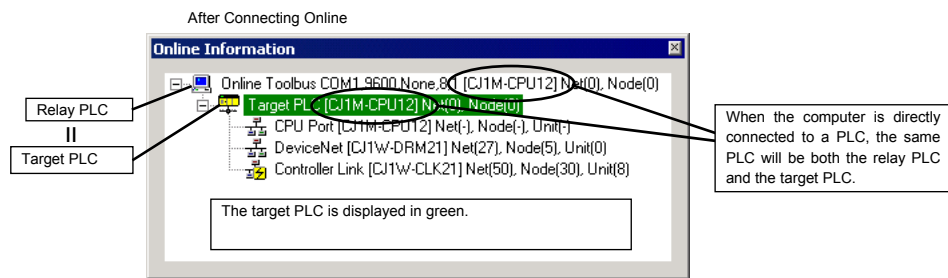 After Connecting Online
Online Information
Online Toolbus COM1,9600,None,8,1 [CJ1M-CPU12] Net(0), Node(0)
Target PLC [CJ1M-CPU12] Net(0), Node(0)
CPU Port [CJ1M-CPU12] Net(-), Node(-), Unit(-)
DeviceNet [CJ1W-DRM21] Net(27), Node(5), Unit(0)
Controller Link [CJ1W-CLK21] Net(50), Node(30), Unit(8)
The target PLC is displayed in green.
Relay PLC
=
Target PLC
When the computer is directly
connected to a PLC, the same
PLC will be both the relay PLC
and the target PLC.